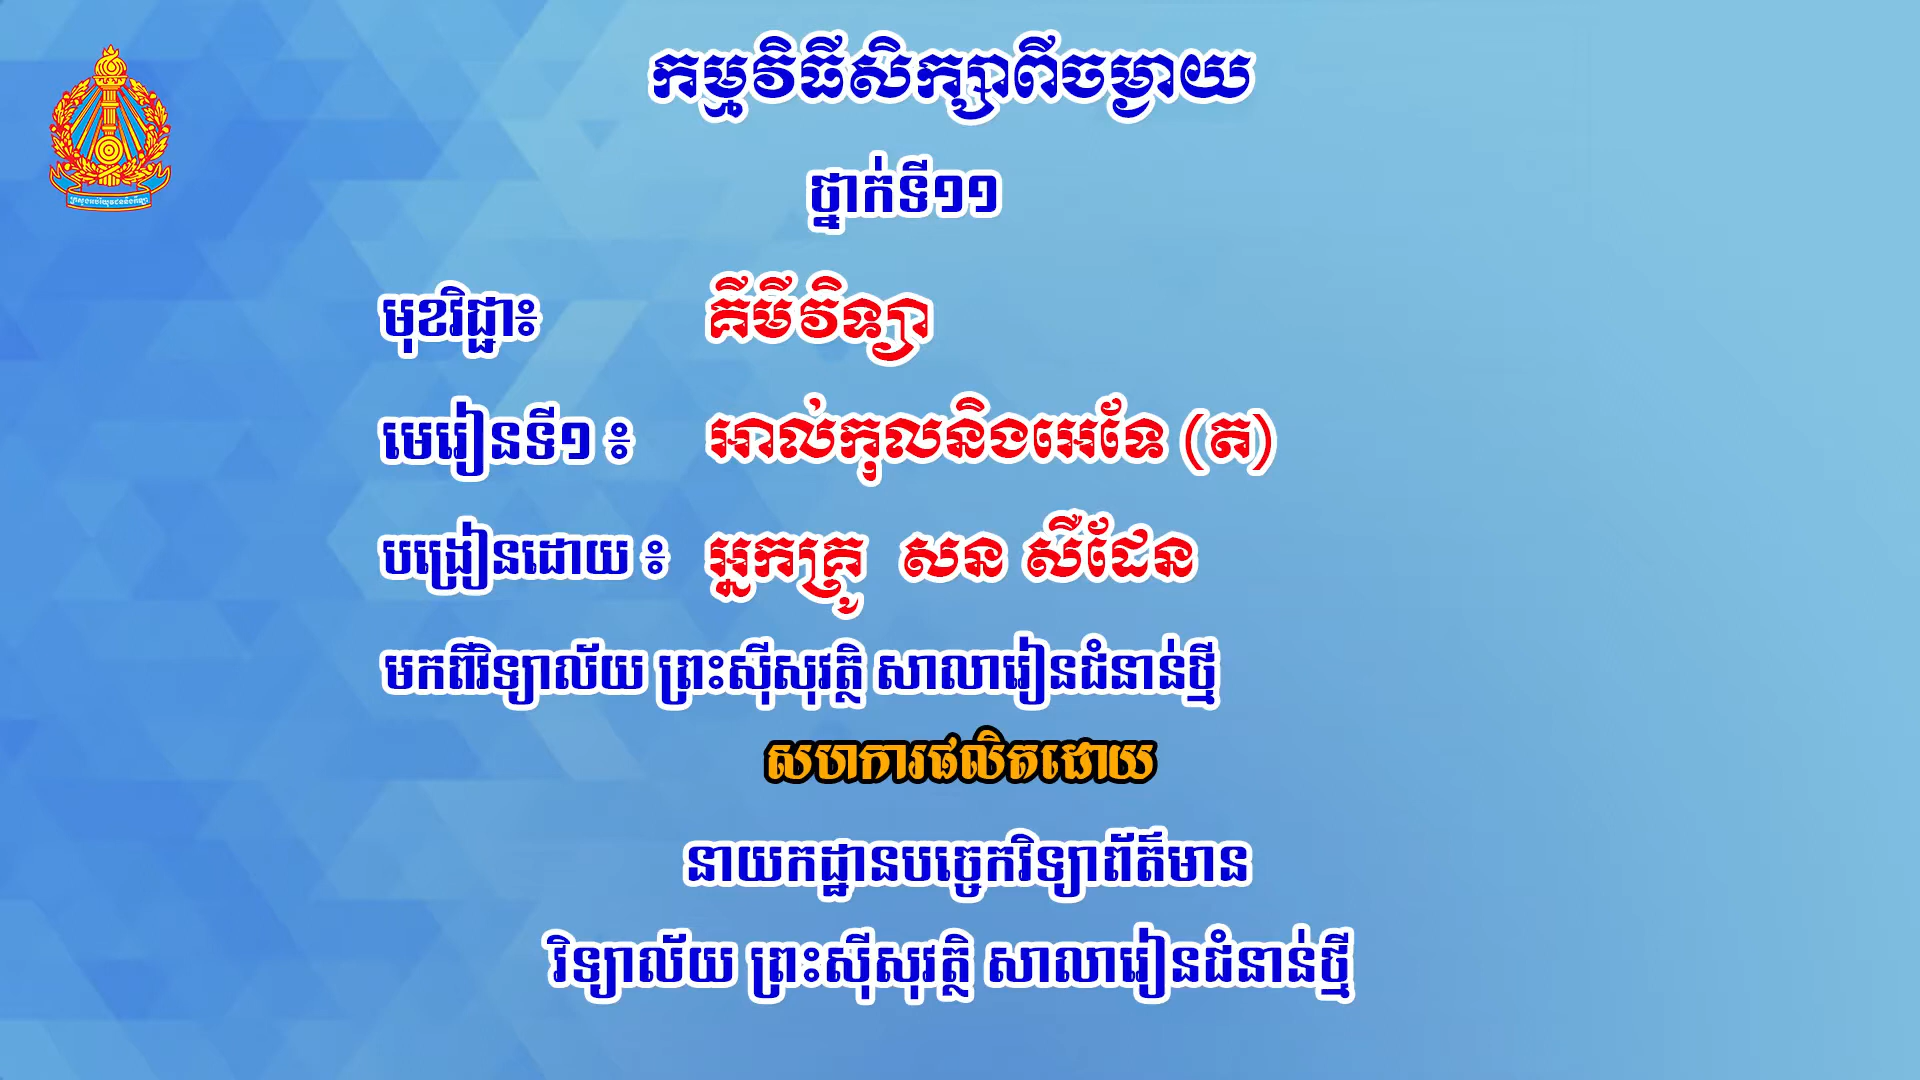 កម្មវិធីសិក្សាពីចម្ងាយ
ថ្នាក់ទី១១
មុខវិជ្ជា៖ គីមីវិទ្យា
មេរៀនទី១ ៖ អាល់កុលនិងអេទែ (ត)
បង្រៀនដោយ ៖ អ្នកគ្រូ សន សីដែន
មកពីវិទ្យាល័យ ព្រះស៊ីសុវត្ថិ សាលារៀនជំនាន់ថ្មី
សហការផលិតដោយ
នាយកដ្ឋានបច្ចេកវិទ្យាព័ត៌មាន
វិទ្យាល័យ ព្រះស៊ីសុវត្ថិ សាលារៀនជំនាន់ថ្មី